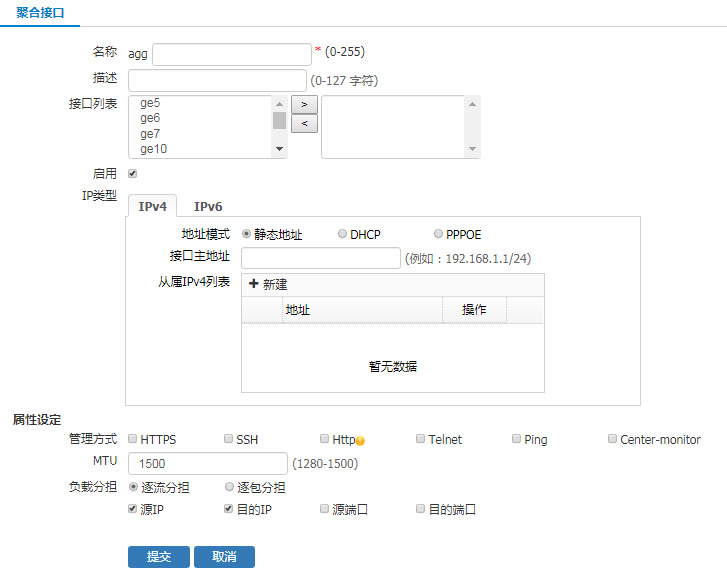 聚合接口
名称 agg * (0-255)
描述 (0-127 字符)
接口列表 ge5 > <
ge6
ge7
ge10
启用
IP类型 IPv4 IPv6
地址模式 静态地址 DHCP PPPOE
接口主地址 (例如：192.168.1.1/24)
从属IPv4列表 新建
地址 操作
暂无数据
属性设定
管理方式 HTTPS SSH Http Telnet Ping Center-monitor
MTU 1500 (1280-1500)
负载分担 逐流分担 逐包分担
源IP 目的IP 源端口 目的端口
提交 取消